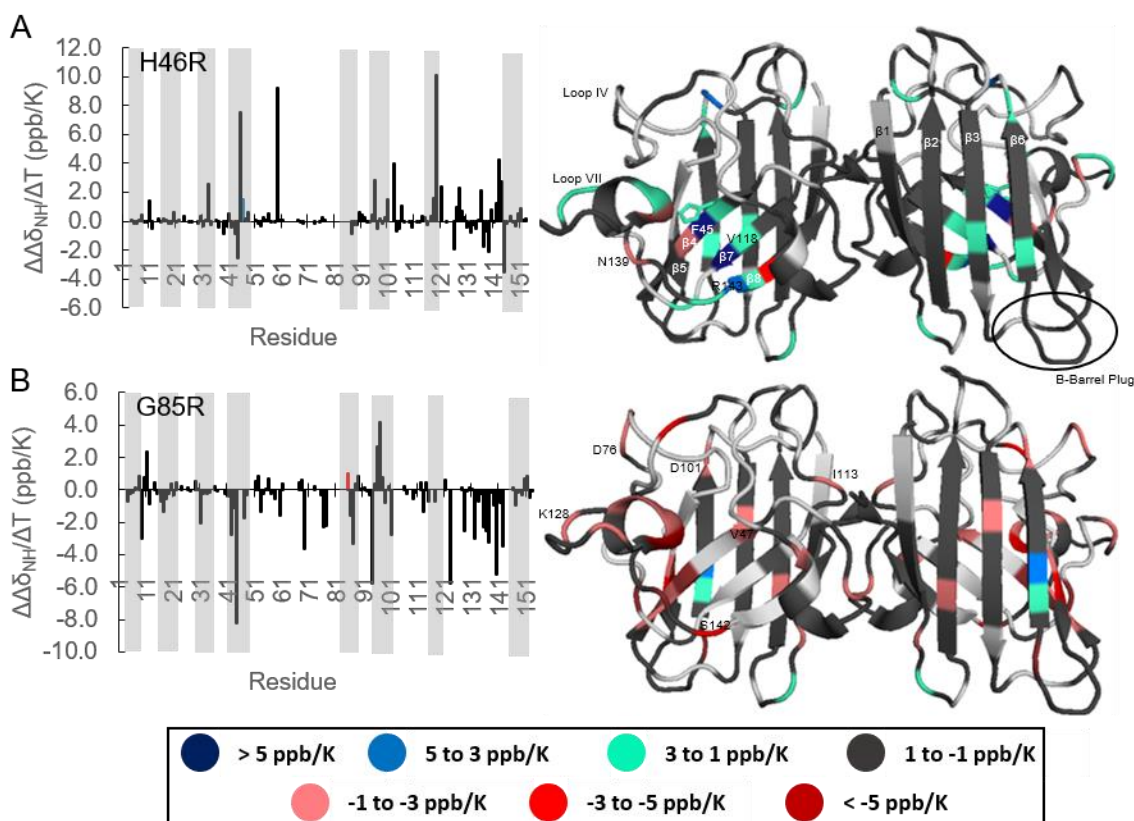 A
H46R
12.0
10.0
8.0
6.0
4.0
2.0
0.0
-2.0
-4.0
-6.0
ΔΔδNH/ΔT (ppb/K)
1 11 21 31 41 51 61 71 81 91 101 111 121 131 141 151
Residue
Loop IV
Loop VII
β1
β2
β3
β6
F45
V118
β4
β7
β5
N139
R143
β8
B-Barrel Plug
B
G85R
6.0
4.0
2.0
0.0
-2.0
-4.0
-6.0
-8.0
-10.0
ΔΔδNH/ΔT (ppb/K)
1 11 21 31 41 51 61 71 81 91 101 111 121 131 141 151
Residue
D76
D101
I113
K128
V47
S142
> 5 ppb/K 5 to 3 ppb/K 3 to 1 ppb/K 1 to -1 ppb/K
-1 to -3 ppb/K -3 to -5 ppb/K < -5 ppb/K